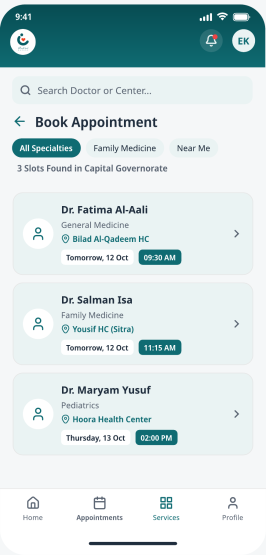 9:41
EK
Search Doctor or Center...
Book Appointment
All Specialties
Family Medicine
Near Me
3 Slots Found in Capital Governorate
Dr. Fatima Al-Aali
General Medicine
Bilad Al-Qadeem HC
Tomorrow, 12 Oct 09:30 AM
Dr. Salman Isa
Family Medicine
Yousif HC (Sitra)
Tomorrow, 12 Oct 11:15 AM
Dr. Maryam Yusuf
Pediatrics
Hoora Health Center
Thursday, 13 Oct 02:00 PM
Home Appointments Services Profile